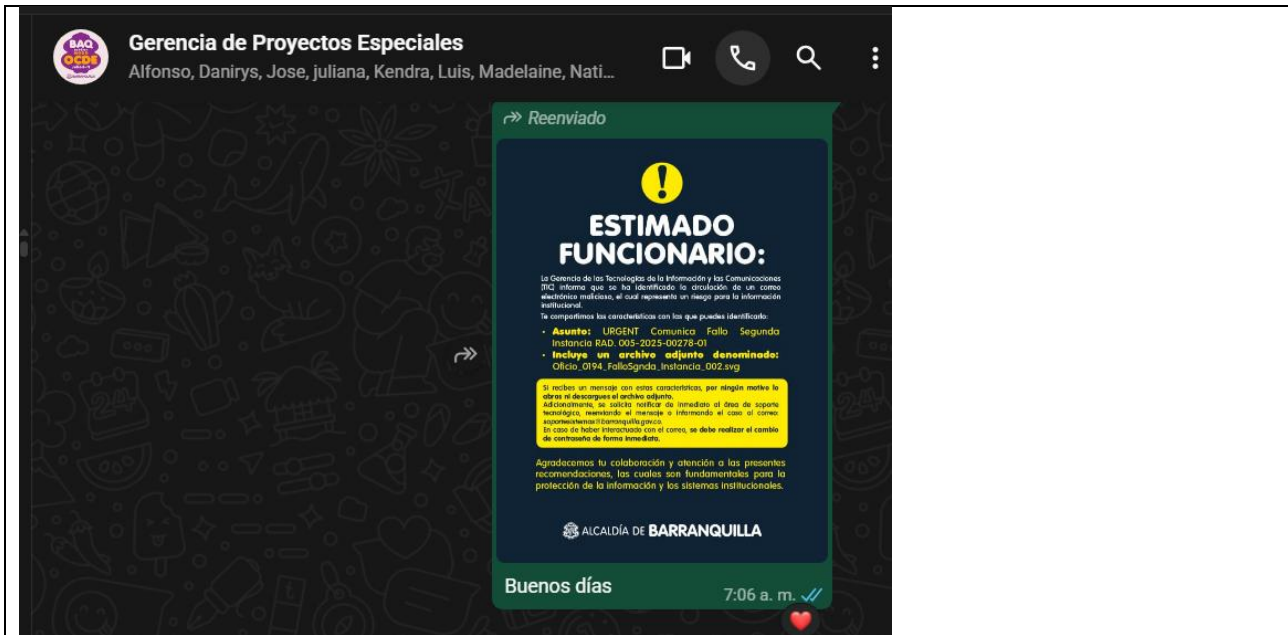 BAQ
OCDE
Gerencia de Proyectos Especiales
Alfonso, Danirys, Jose, juliana, Kendra, Luis, Madelaine, Nati...
Reenviado
ESTIMADO
FUNCIONARIO:
La Gerencia de las Tecnologías de la Información y las Comunicaciones
(TIC) informa que se ha identificado la circulación de un correo
electrónico malicioso, el cual representa un riesgo para la información
institucional.
Te compartimos las características con las que puedes identificarlo:
• Asunto: URGENT Comunica Fallo Segunda
Instancia RAD. 005-2025-00278-01
• Incluye un archivo adjunto denominado:
Oficio_0194_FalloSgnda_Instancia_002.svg
Si recibes un mensaje con estas características, por ningún motivo lo
abras ni descargues el archivo adjunto.
Adicionalmente, se solicita notificar de inmediato al área de soporte
tecnológico, reenviando el mensaje o informando el caso al correo:
soportesistemas@barranquilla.gov.co.
En caso de haber interactuado con el correo, se debe realizar el cambio
de contraseña de forma inmediata.
Agradecemos tu colaboración y atención a las presentes
recomendaciones, las cuales son fundamentales para la
protección de la información y los sistemas institucionales.
ALCALDÍA DE BARRANQUILLA
Buenos días
7:06 a. m.